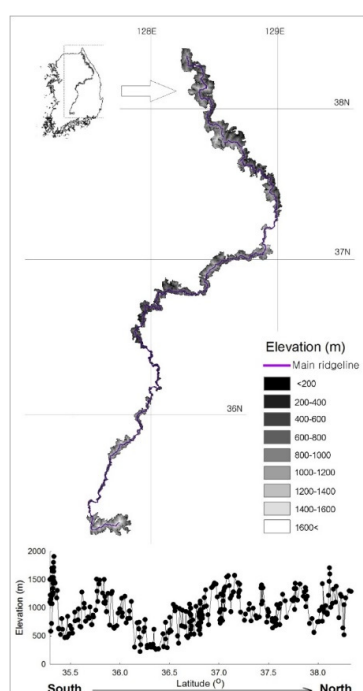 128E
129E
38N
37N
36N
Elevation (m)
Main ridgeline
<200
200-400
400-600
600-800
800-1000
1000-1200
1200-1400
1400-1600
1600<
2000
1500
1000
500
0
Elevation (m)
35.5 36.0 36.5 37.0 37.5 38.0
Latitude (°)
South North